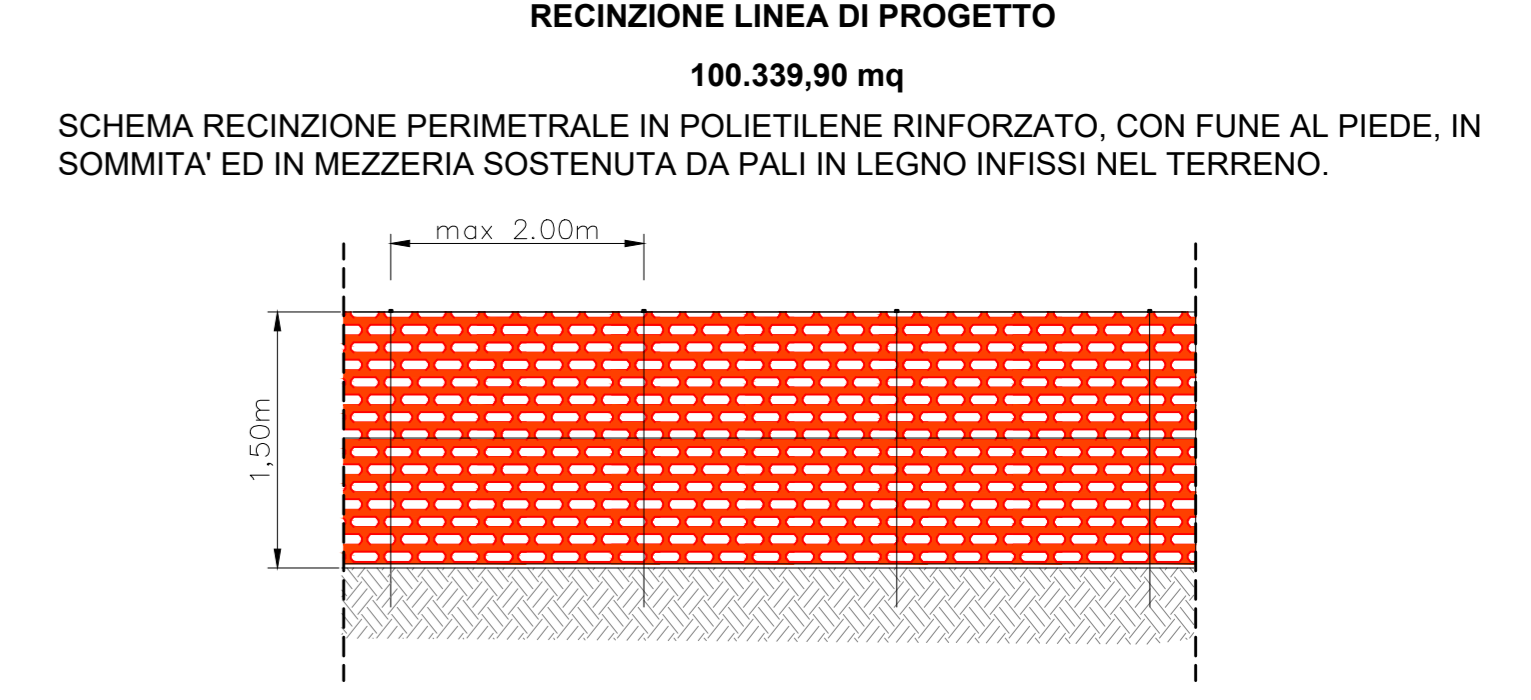 RECINZIONE LINEA DI PROGETTO
100.339,90 mq
SCHEMA RECINZIONE PERIMETRALE IN POLIETILENE RINFORZATO, CON FUNE AL PIEDE, IN
SOMMITA' ED IN MEZZERIA SOSTENUTA DA PALI IN LEGNO INFISSI NEL TERRENO.
max 2.00m
1,50m